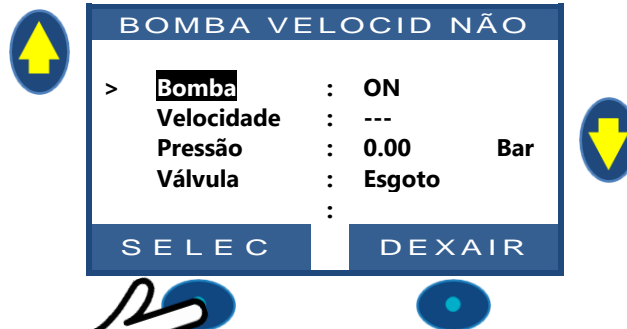 BOMBA VELOCID NÃO
> Bomba : ON
Velocidade : ---
Pressão : 0.00 Bar
Válvula : Esgoto
:
SELEC DEXAIR